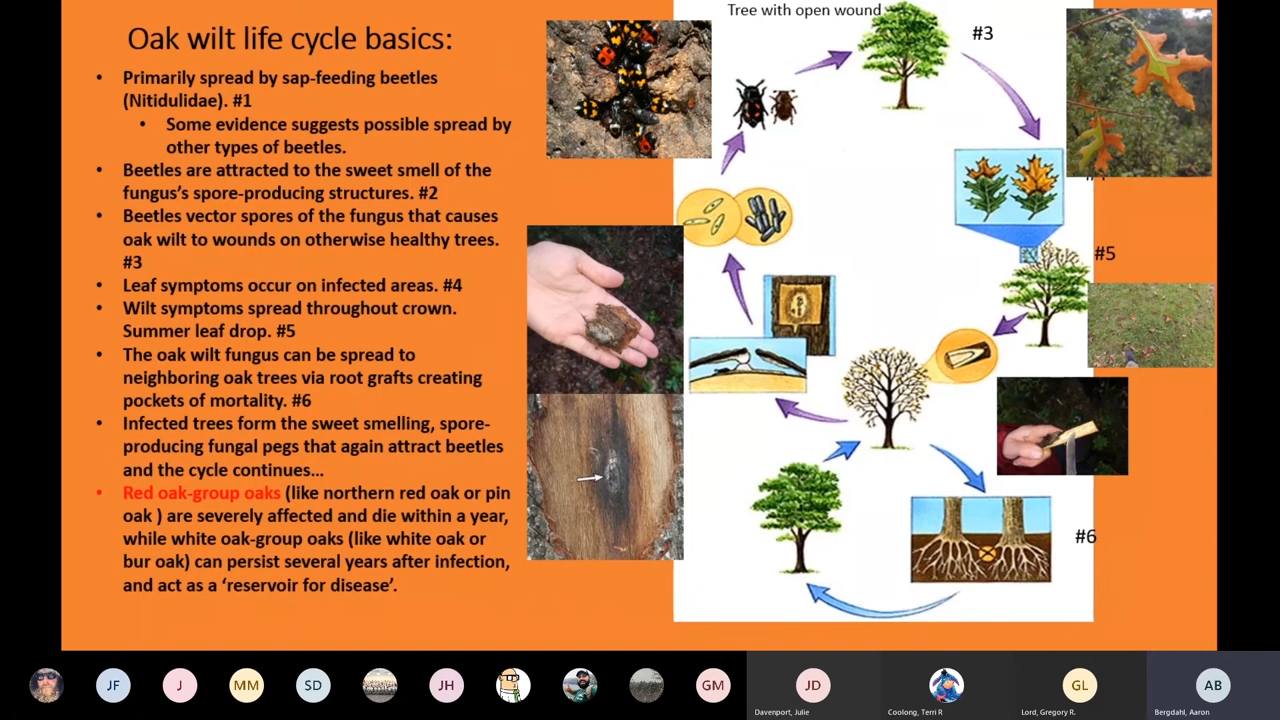 Oak wilt life cycle basics:
• Primarily spread by sap-feeding beetles
(Nitidulidae). #1
• Some evidence suggests possible spread by
other types of beetles.
• Beetles are attracted to the sweet smell of the
fungus's spore-producing structures. #2
• Beetles vector spores of the fungus that causes
oak wilt to wounds on otherwise healthy trees.
#3
• Leaf symptoms occur on infected areas. #4
• Wilt symptoms spread throughout crown.
Summer leaf drop. #5
• The oak wilt fungus can be spread to
neighboring oak trees via root grafts creating
pockets of mortality. #6
• Infected trees form the sweet smelling, spore-
producing fungal pegs that again attract beetles
and the cycle continues…
• Red oak-group oaks (like northern red oak or pin
oak ) are severely affected and die within a year,
while white oak-group oaks (like white oak or
bur oak) can persist several years after infection,
and act as a 'reservoir for disease'.
Tree with open wound
#3
#5
#6
JF
J
MM
SD
JH
GM
JD
GL
AB
Davenport, Julie
Coolong, Terri R
Lord, Gregory R.
Bergdahl, Aaron